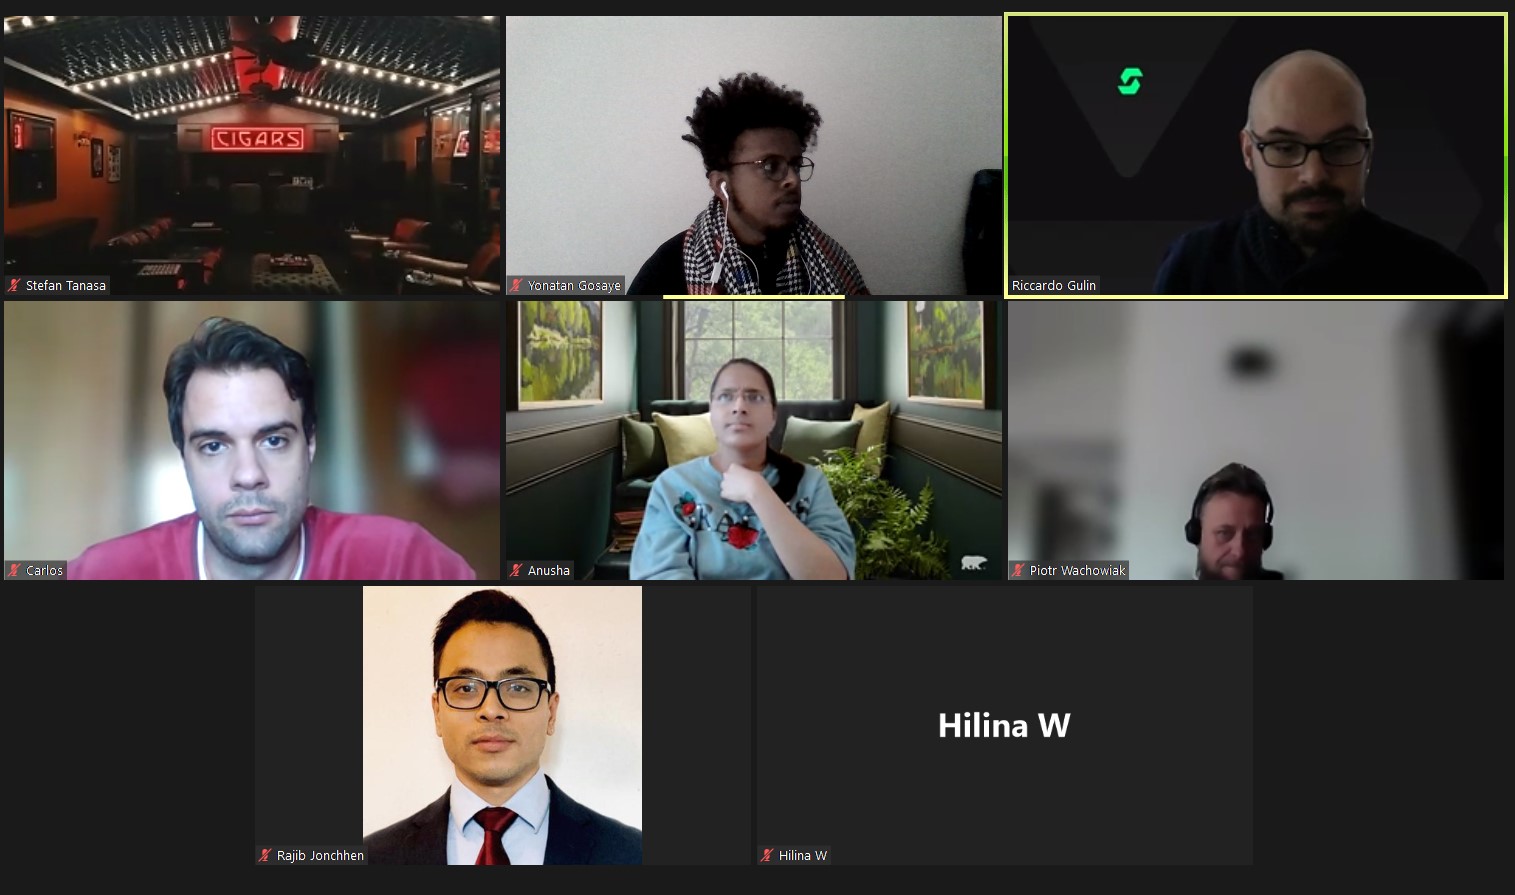 CIGARS
Stefan Tanasa
Yonatan Gosaye
Riccardo Gulin
Carlos
Anusha
Piotr Wachowiak
Hilina W
Rajib Jonchhen
Hilina W